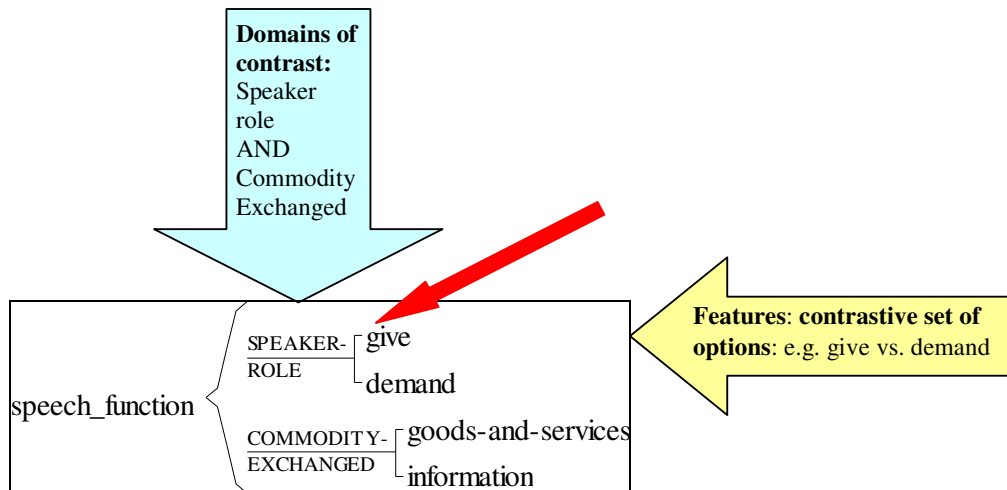 Domains of
contrast:
Speaker
role
AND
Commodity
Exchanged
Features: contrastive set of
options: e.g. give vs. demand
speech_function
SPEAKER-
ROLE
give
demand
COMMODITY-
EXCHANGED
goods-and-services
information